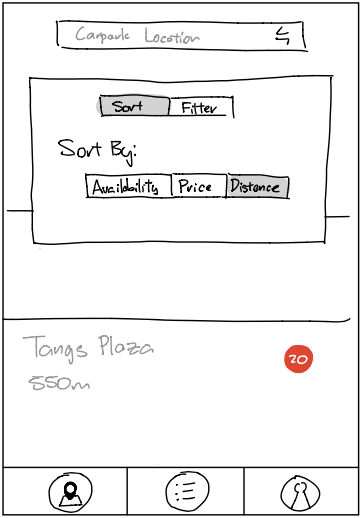 Carpark Location
Sort Filter
Sort By:
Availability Price Distance
Tangs Plaza
20
550m